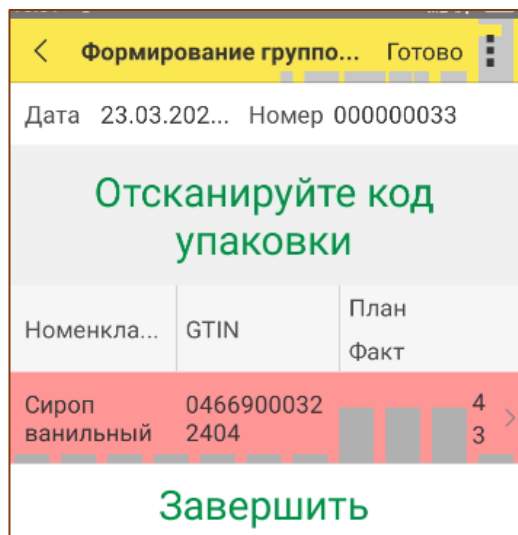 Формирование группо... Готово
Дата 23.03.202... Номер 000000033
Отсканируйте код
упаковки
Номенкла... GTIN План
Факт
Сироп 0466900032 4
ванильный 2404 3
Завершить